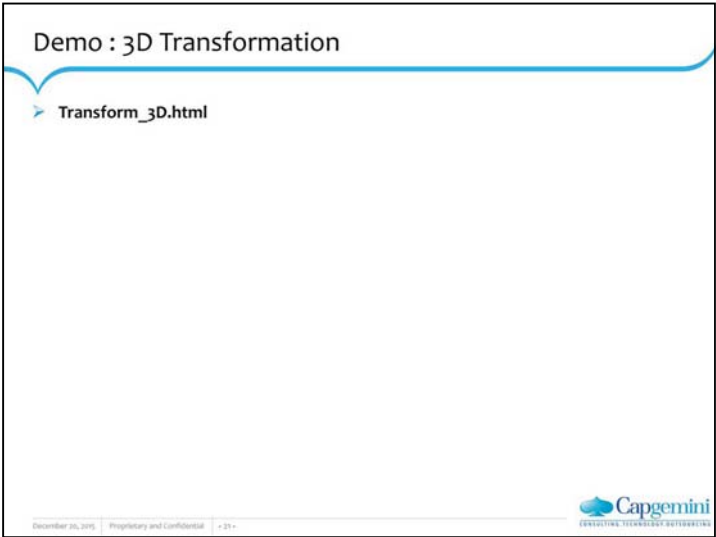 Demo : 3D Transformation
➢ Transform_3D.html
December 20, 2015 Proprietary and Confidential - 21 -
Capgemini
CONSULTING. TECHNOLOGY. OUTSOURCING